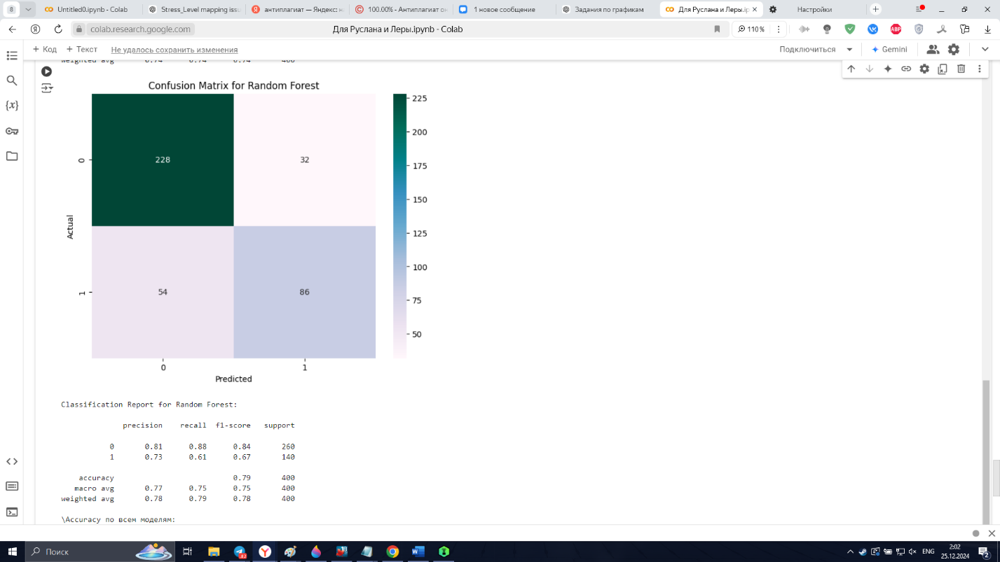 8
Untitled0.ipynb - Colab
Stress_Level mapping issu
антиплагиат — Яндекс: н
100.00% - Антиплагиат он
1 новое сообщение
Задания по графикам
Для Руслана и Леры.ip
Настройки
colab.research.google.com
Для Руслана и Леры.ipynb - Colab
110 %
ABP
+ Код + Текст Не удалось сохранить изменения
Подключиться
Gemini
weighted avg 0.74 0.74 0.74 400
Confusion Matrix for Random Forest
228 32
54 86
0
1
Actual
0 1
Predicted
225
200
175
150
125
100
75
50
Classification Report for Random Forest:
precision recall f1-score support
0 0.81 0.88 0.84 260
1 0.73 0.61 0.67 140
accuracy 0.79 400
macro avg 0.77 0.75 0.75 400
weighted avg 0.78 0.79 0.78 400
\Accuracy по всем моделям:
Поиск
ENG
2:02
25.12.2024
2